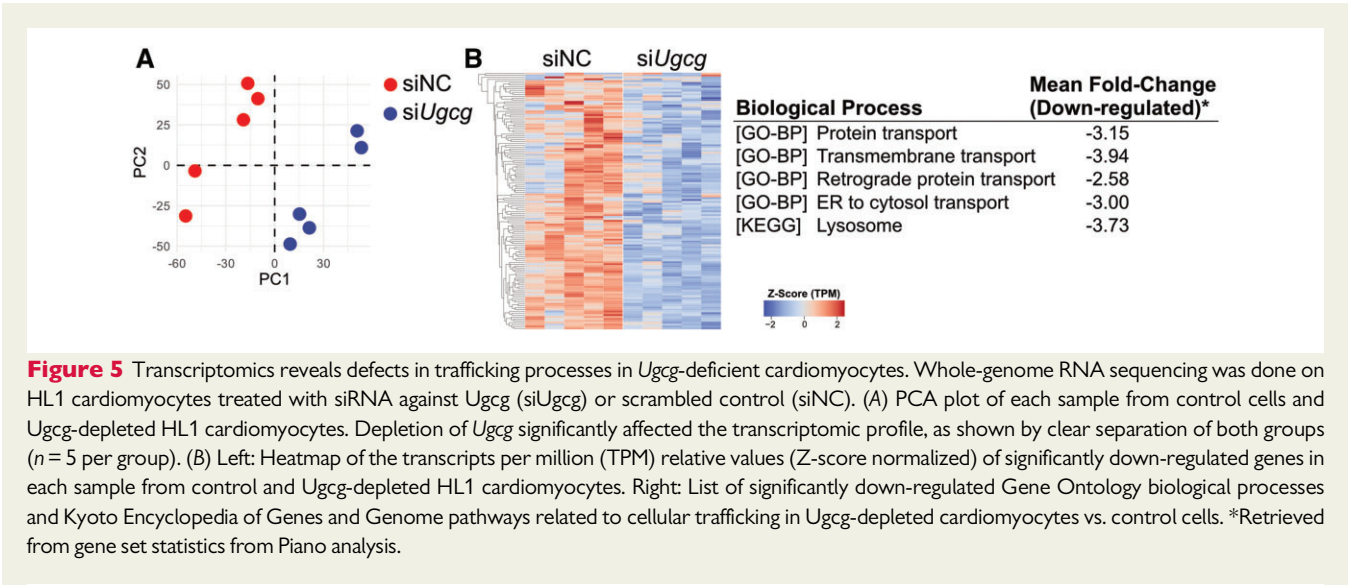 A
siNC
siUgcg
50
25
0
-25
-50
PC2
-60
-30
0
30
PC1
B
siNC
siUgcg
Mean Fold-Change
Biological Process (Down-regulated)*
[GO-BP] Protein transport -3.15
[GO-BP] Transmembrane transport -3.94
[GO-BP] Retrograde protein transport -2.58
[GO-BP] ER to cytosol transport -3.00
[KEGG] Lysosome -3.73
Z-Score (TPM)
−2 0 2
Figure 5 Transcriptomics reveals defects in trafficking processes in Ugcg-deficient cardiomyocytes. Whole-genome RNA sequencing was done on
HL1 cardiomyocytes treated with siRNA against Ugcg (siUgcg) or scrambled control (siNC). (A) PCA plot of each sample from control cells and
Ugcg-depleted HL1 cardiomyocytes. Depletion of Ugcg significantly affected the transcriptomic profile, as shown by clear separation of both groups
(n = 5 per group). (B) Left: Heatmap of the transcripts per million (TPM) relative values (Z-score normalized) of significantly down-regulated genes in
each sample from control and Ugcg-depleted HL1 cardiomyocytes. Right: List of significantly down-regulated Gene Ontology biological processes
and Kyoto Encyclopedia of Genes and Genome pathways related to cellular trafficking in Ugcg-depleted cardiomyocytes vs. control cells. *Retrieved
from gene set statistics from Piano analysis.